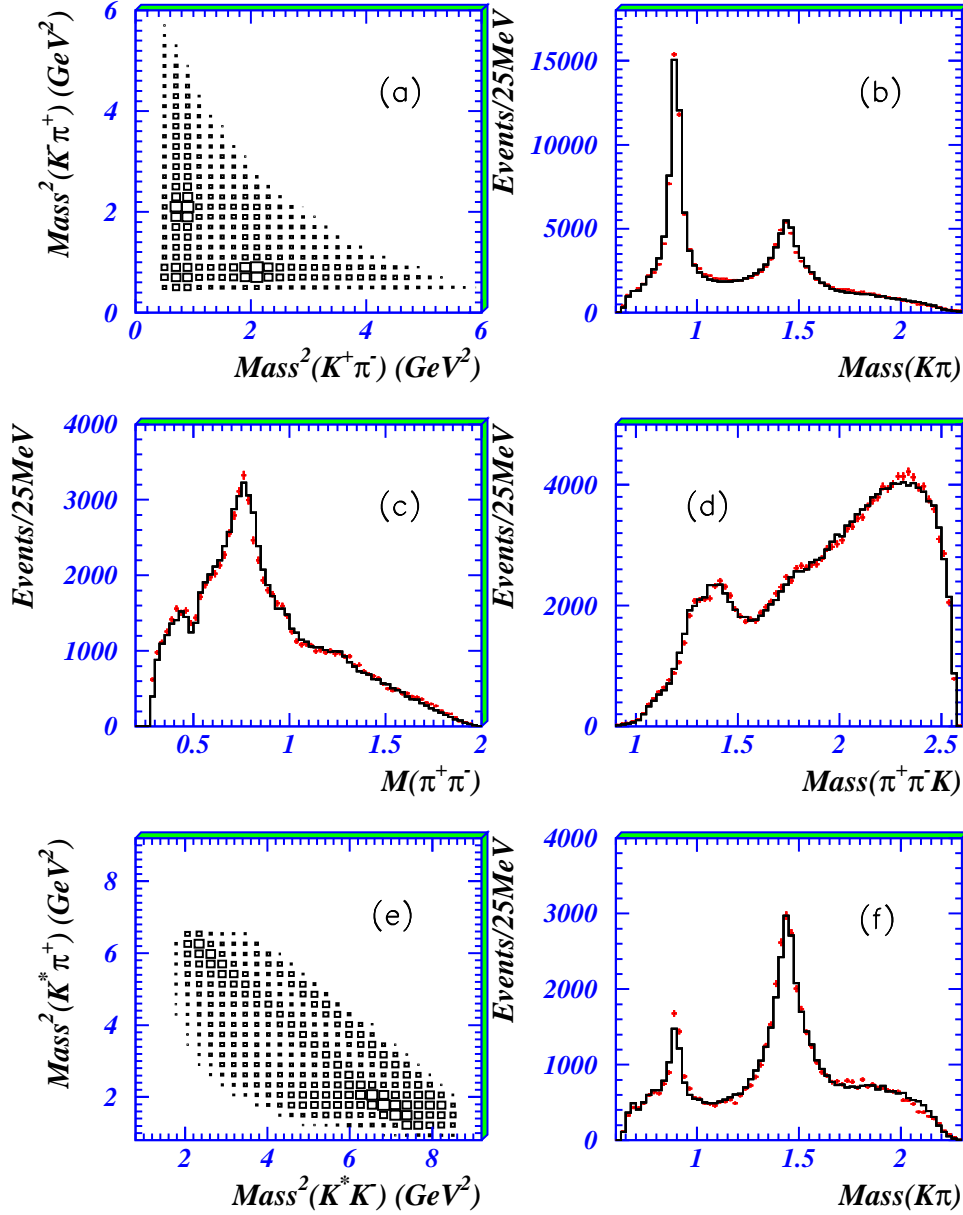 Mass²(K⁻π⁺) (GeV²)
6
4
2
0
(a)
0 2 4 6
Mass²(K⁺π⁻) (GeV²)
Events/25MeV
15000
10000
5000
0
(b)
1 1.5 2
Mass(Kπ)
Events/25MeV
4000
3000
2000
1000
0
(c)
0.5 1 1.5 2
M(π⁺π⁻)
Events/25MeV
4000
2000
0
(d)
1 1.5 2 2.5
Mass(π⁺π⁻K)
Mass²(K*π⁺) (GeV²)
8
6
4
2
(e)
2 4 6 8
Mass²(K*K⁻) (GeV²)
Events/25MeV
4000
3000
2000
1000
0
(f)
1 1.5 2
Mass(Kπ)